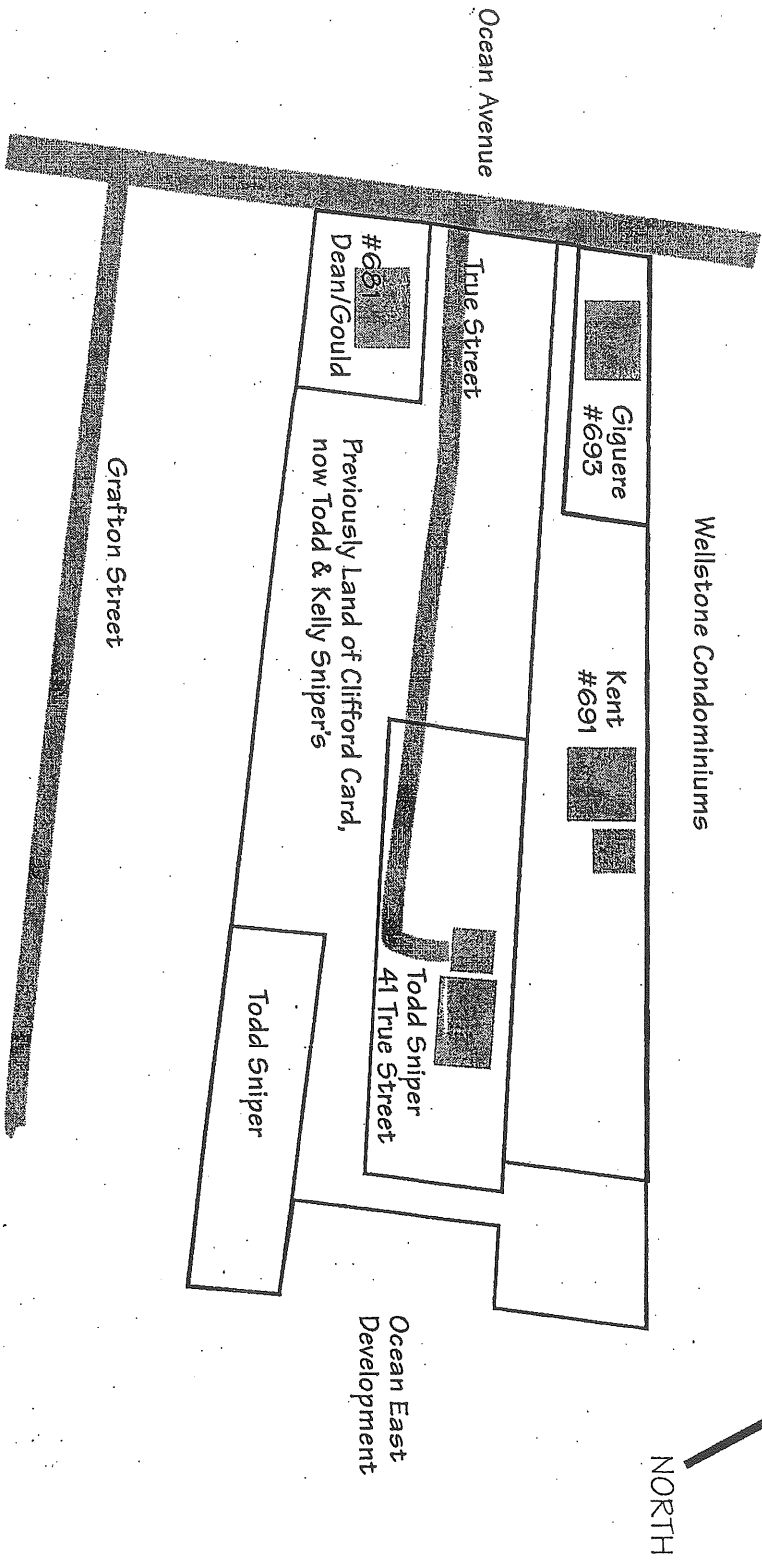 Ocean Avenue
Wellstone Condominiums
Giguere
#693
Kent
#691
True Street
#681
Dean/Gould
Previously Land of Clifford Card,
now Todd & Kelly Sniper's
Todd Sniper
41 True Street
Todd Sniper
Grafton Street
Ocean East
Development
NORTH